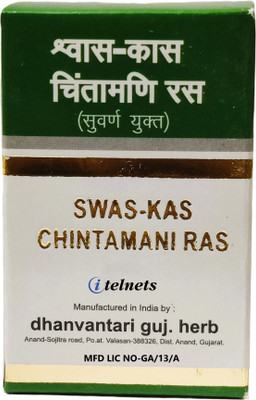 श्वास-कास
चिंतामणि रस
(सुवर्ण युक्त)
SWAS-KAS
CHINTAMANI RAS
i telnets
Manufactured in India by :
dhanvantari guj. herb
Anand-Sojitra road, Po.at. Valasan-388326, Dist. Anand, Gujarat.
MFD LIC NO-GA/13/A